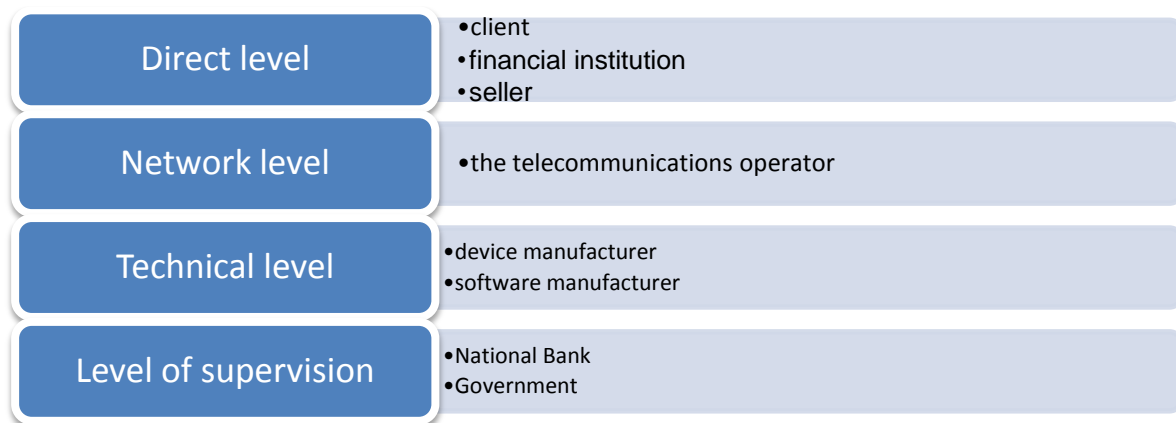 Direct level
•client
•financial institution
•seller
Network level
•the telecommunications operator
Technical level
•device manufacturer
•software manufacturer
Level of supervision
•National Bank
•Government